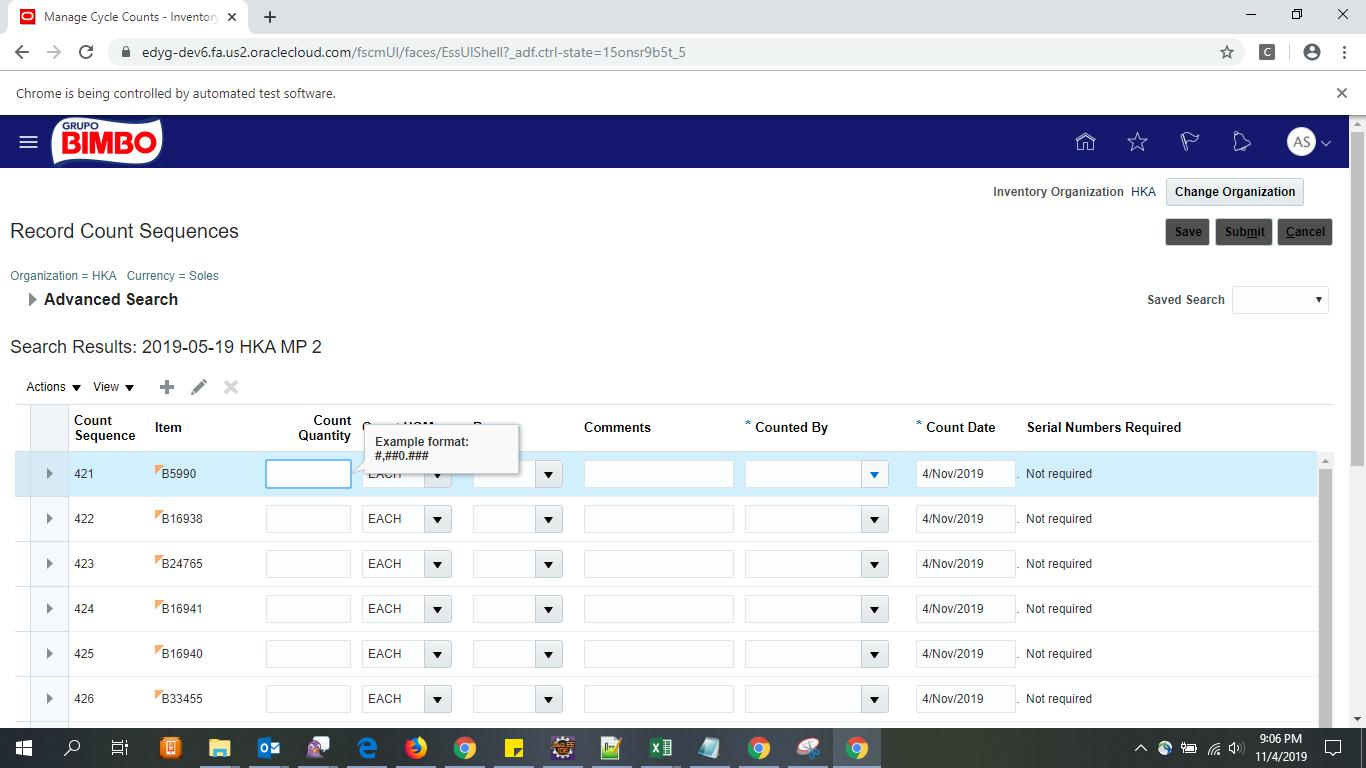 Manage Cycle Counts - Inventory
edyg-dev6.fa.us2.oraclecloud.com/fscmUI/faces/EssUIShell?_adf.ctrl-state=15onsr9b5t_5
C
Chrome is being controlled by automated test software.
GRUPO
BIMBO
AS
Inventory Organization HKA Change Organization
Record Count Sequences Save Submit Cancel
Organization = HKA Currency = Soles
Advanced Search Saved Search
Search Results: 2019-05-19 HKA MP 2
Actions View
Count Sequence Item Count Quantity Comments * Counted By * Count Date Serial Numbers Required
Example format:
#,##0.###
421 B5990 EACH 4/Nov/2019 Not required
422 B16938 EACH 4/Nov/2019 Not required
423 B24765 EACH 4/Nov/2019 Not required
424 B16941 EACH 4/Nov/2019 Not required
425 B16940 EACH 4/Nov/2019 Not required
426 B33455 EACH 4/Nov/2019 Not required
9:06 PM
11/4/2019